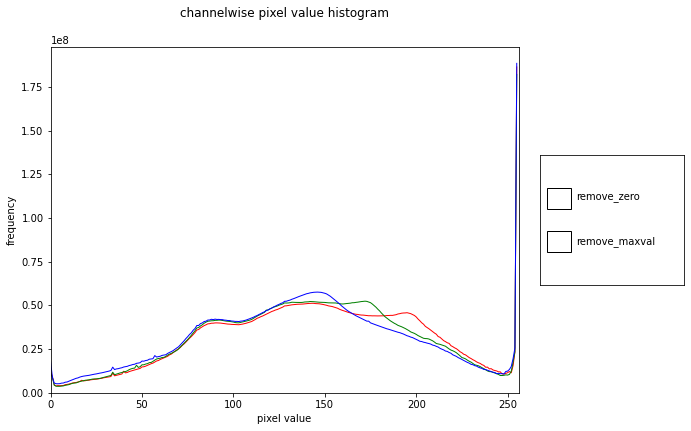 channelwise pixel value histogram
1e8
1.75
1.50
1.25
1.00
0.75
0.50
0.25
0.00
frequency
0
50
100
150
200
250
pixel value
remove_zero
remove_maxval